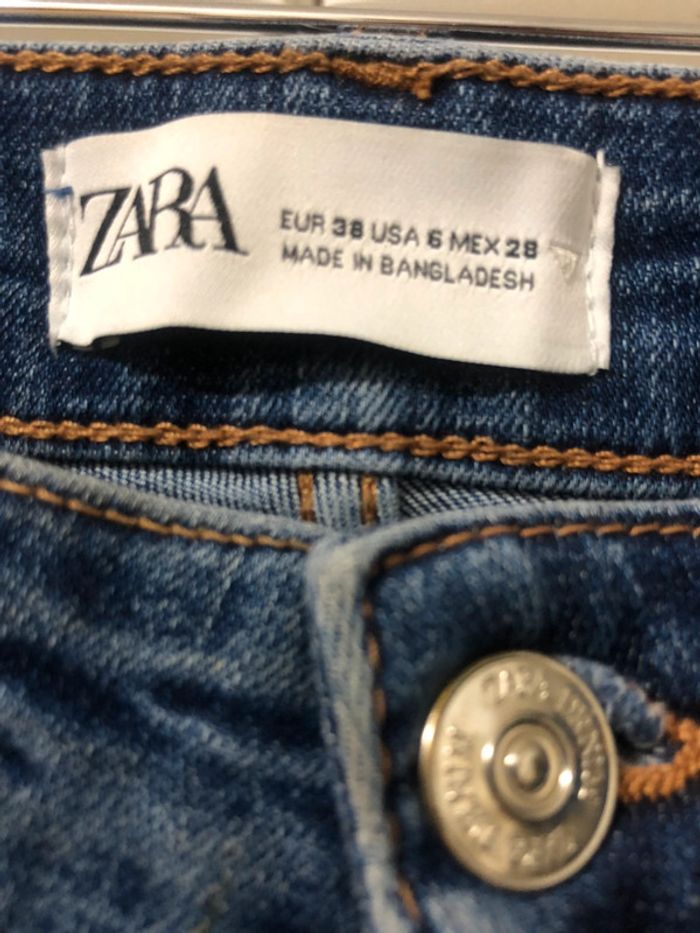 ZARA
EUR 38 USA 6 MEX 28
MADE IN BANGLADESH